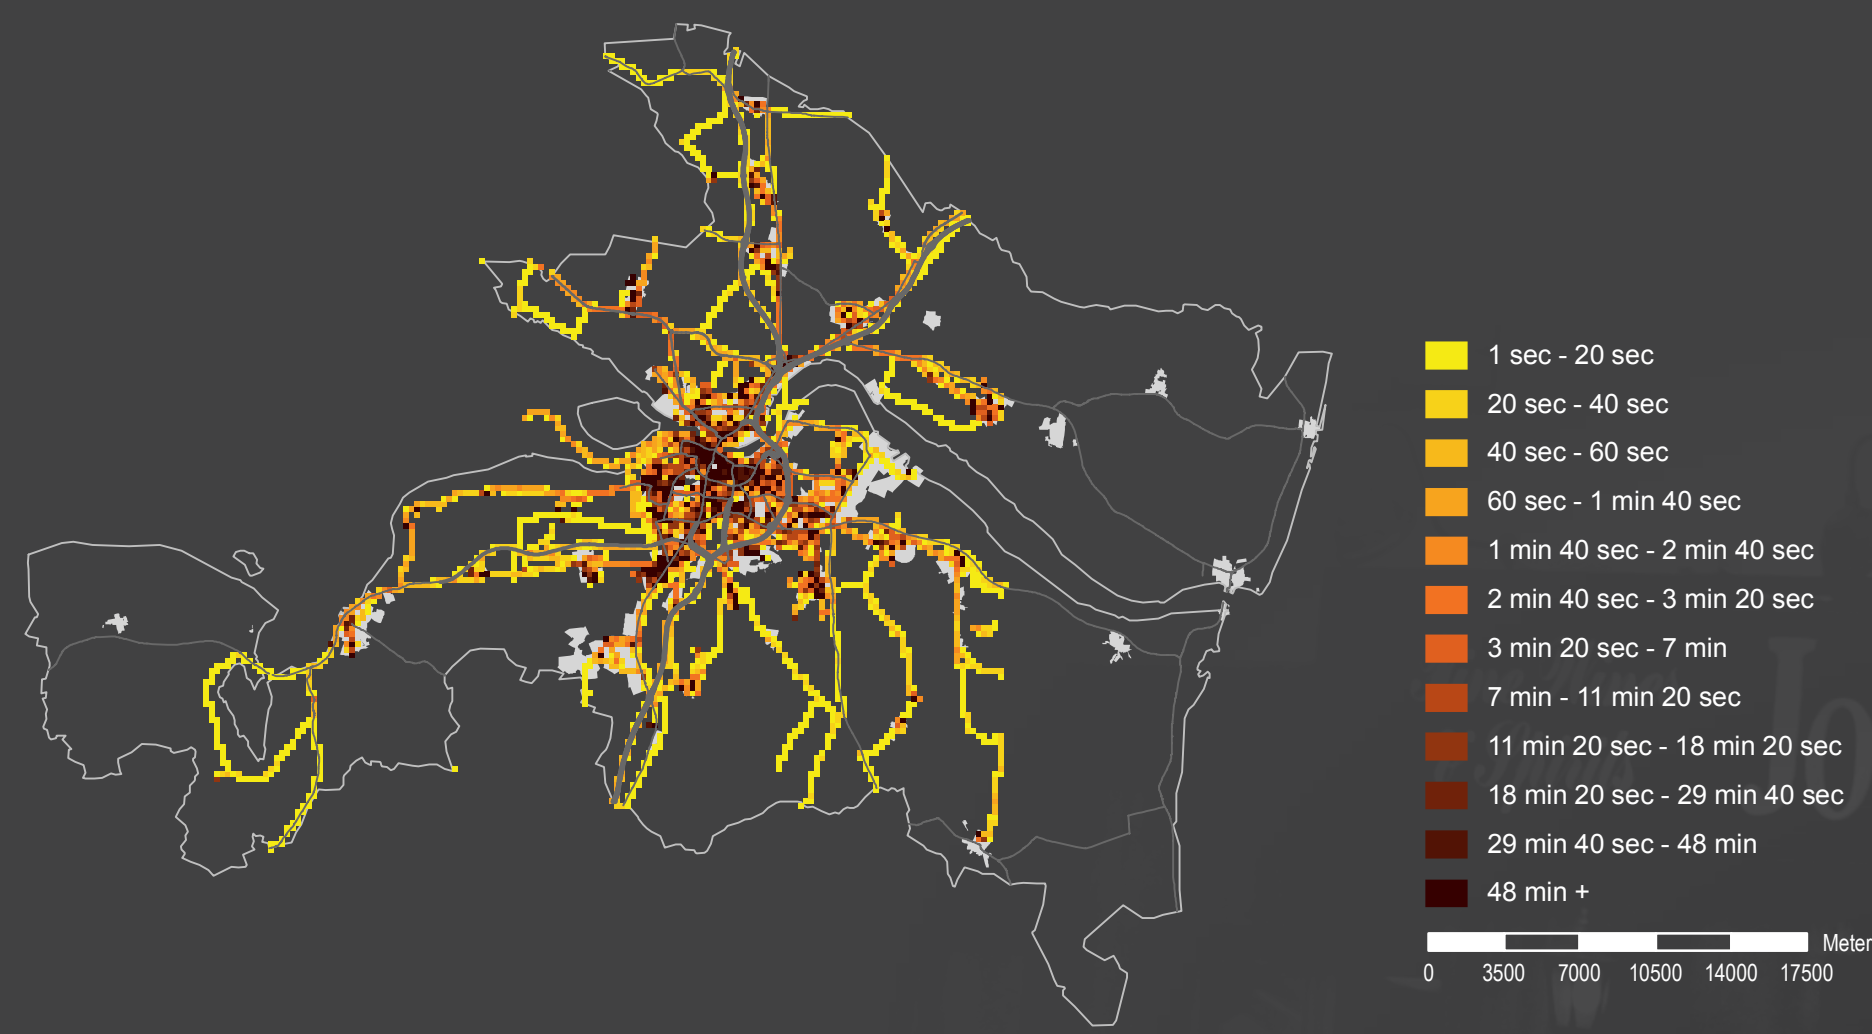 1 sec - 20 sec
20 sec - 40 sec
40 sec - 60 sec
60 sec - 1 min 40 sec
1 min 40 sec - 2 min 40 sec
2 min 40 sec - 3 min 20 sec
3 min 20 sec - 7 min
7 min - 11 min 20 sec
11 min 20 sec - 18 min 20 sec
18 min 20 sec - 29 min 40 sec
29 min 40 sec - 48 min
48 min +
Meter
0 3500 7000 10500 14000 17500